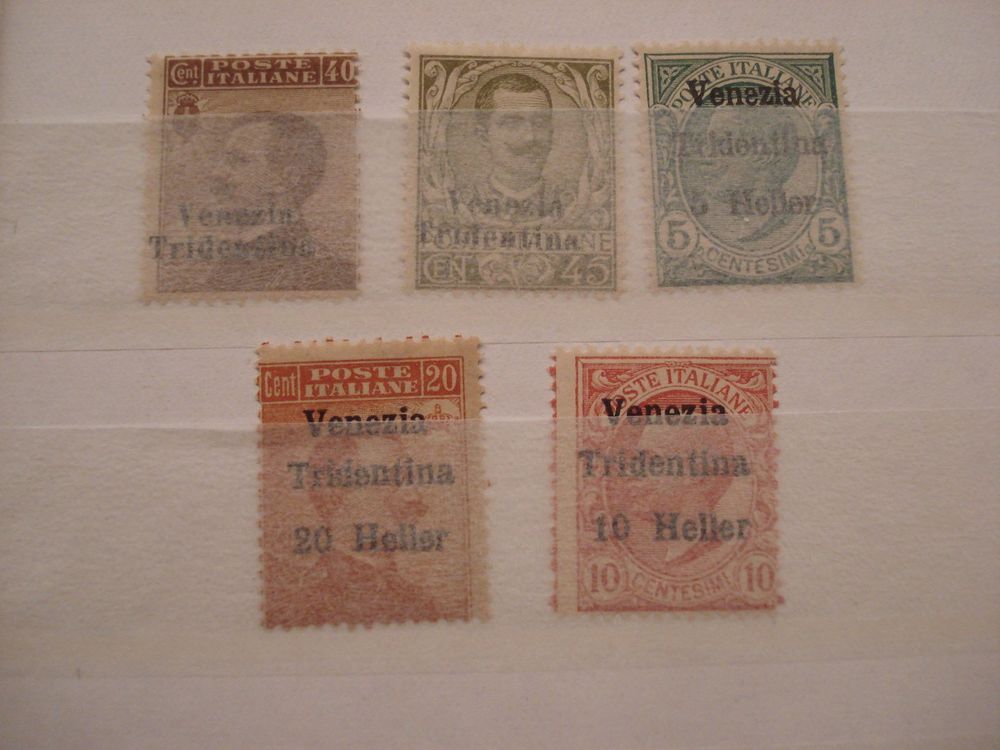 Cent. POSTE ITALIANE 40
Venezia
Tridentina
Venezia
Tridentina
CEN. 45
POSTE ITALIANE
Venezia
Tridentina
5 Heller
5 CENTESIMI 5
Cent POSTE ITALIANE 20
Venezia
Tridentina
20 Heller
POSTE ITALIANE
Venezia
Tridentina
10 Heller
10 CENTESIMI 10